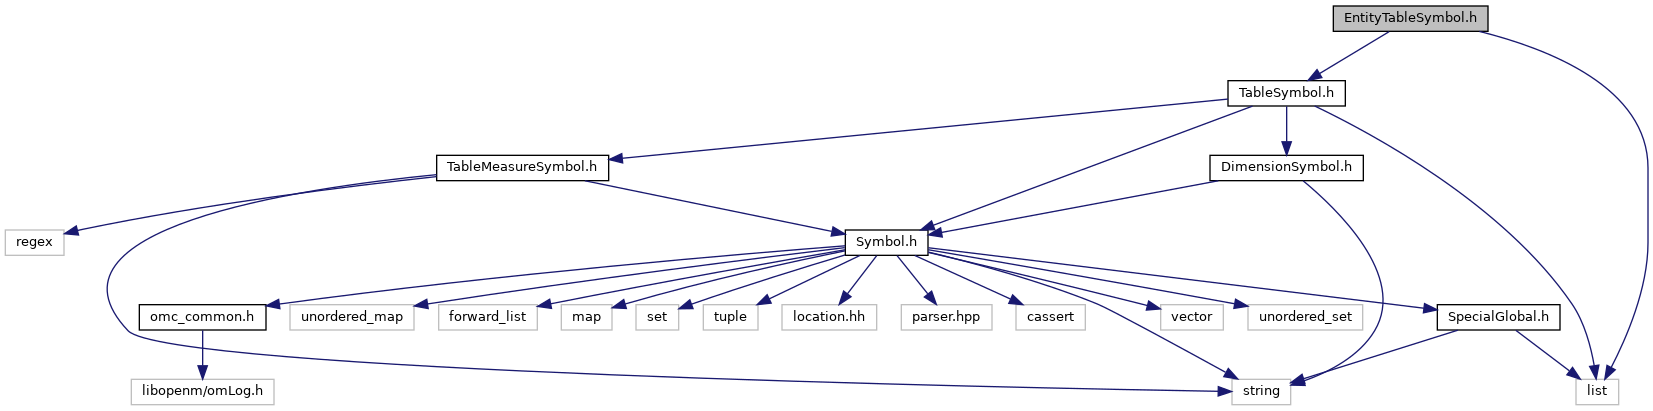 EntityTableSymbol.h
TableSymbol.h
TableMeasureSymbol.h
DimensionSymbol.h
regex
Symbol.h
omc_common.h
unordered_map
forward_list
map
set
tuple
location.hh
parser.hpp
cassert
vector
unordered_set
SpecialGlobal.h
libopenm/omLog.h
string
list